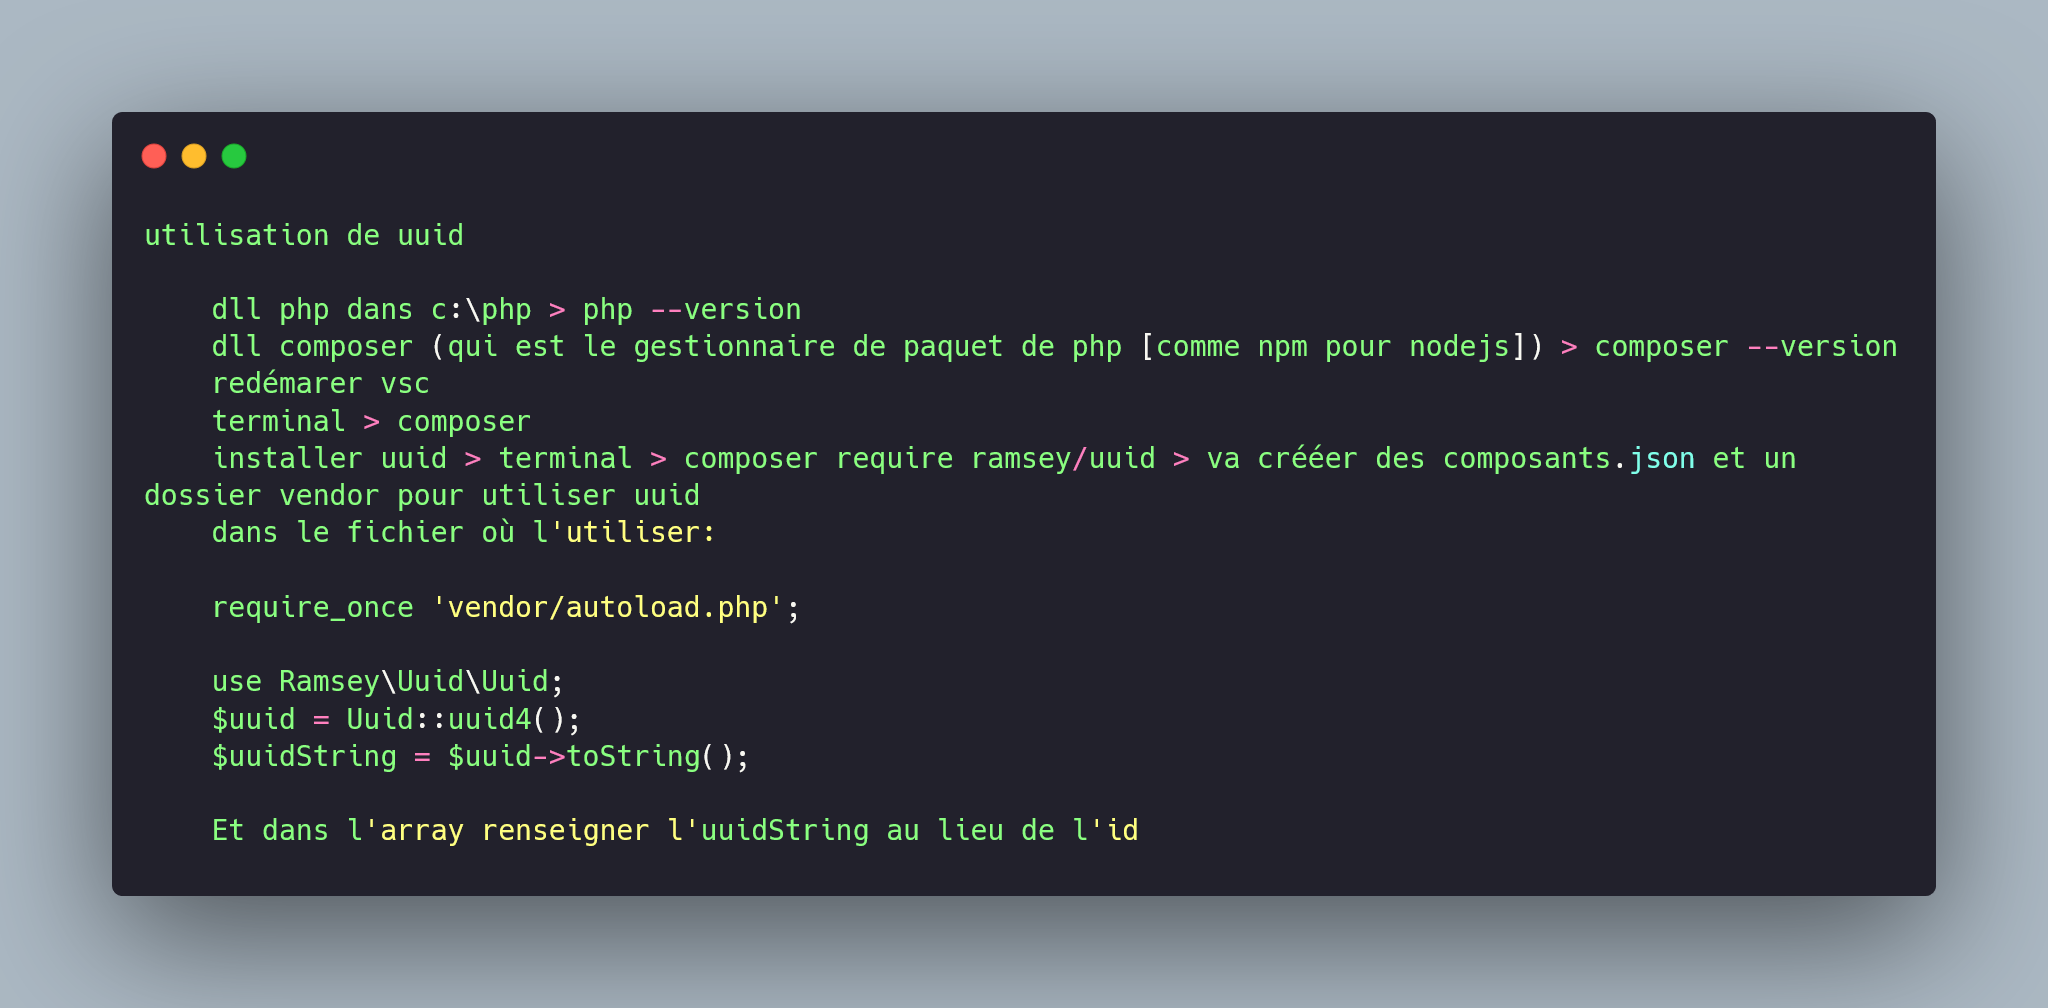 utilisation de uuid
dll php dans c:\php > php --version
dll composer (qui est le gestionnaire de paquet de php [comme npm pour nodejs]) > composer --version
redémarer vsc
terminal > composer
installer uuid > terminal > composer require ramsey/uuid > va crééer des composants.json et un
dossier vendor pour utiliser uuid
dans le fichier où l'utiliser:
require_once 'vendor/autoload.php';
use Ramsey\Uuid\Uuid;
$uuid = Uuid::uuid4();
$uuidString = $uuid->toString();
Et dans l'array renseigner l'uuidString au lieu de l'id